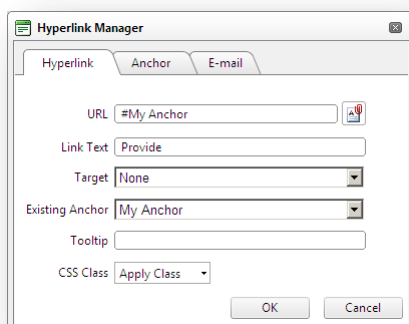 Hyperlink Manager
Hyperlink Anchor E-mail
URL #My Anchor
Link Text Provide
Target None
Existing Anchor My Anchor
Tooltip
CSS Class Apply Class
OK Cancel